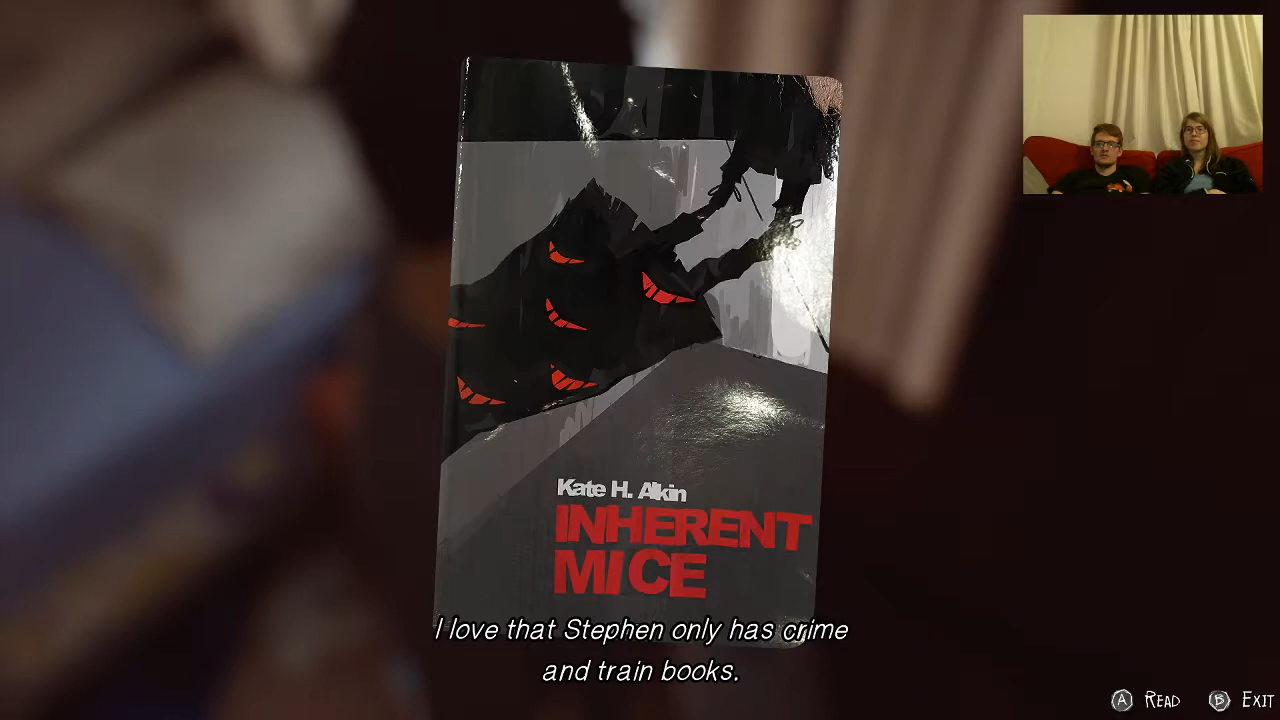 Kate H. Alkin
INHERENT
MICE
I love that Stephen only has crime
and train books.
A READ B EXIT